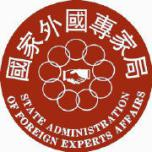 國家外國專家局
STATE ADMINISTRATION
OF FOREIGN EXPERTS AFFAIRS